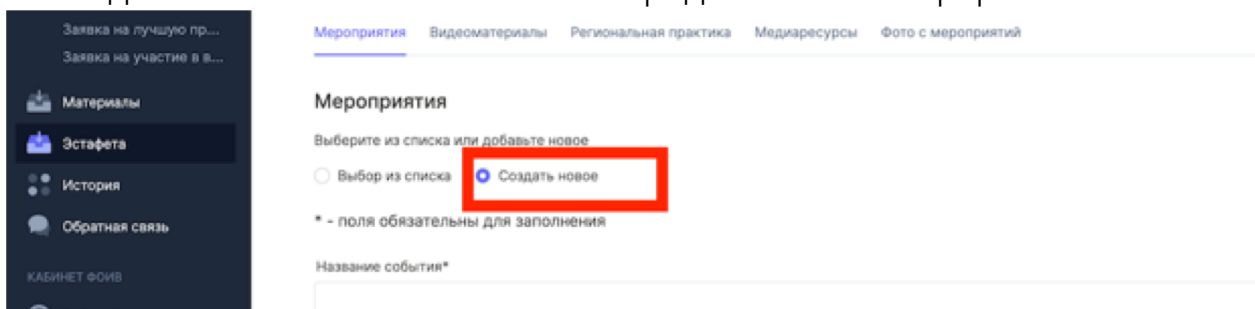 Заявка на лучшую пр...
Заявка на участие в в...
Материалы
Эстафета
История
Обратная связь
КАБИНЕТ ФОИВ
Мероприятия Видеоматериалы Региональная практика Медиаресурсы Фото с мероприятий
Мероприятия
Выберите из списка или добавьте новое
Выбор из списка Создать новое
* - поля обязательны для заполнения
Название события*